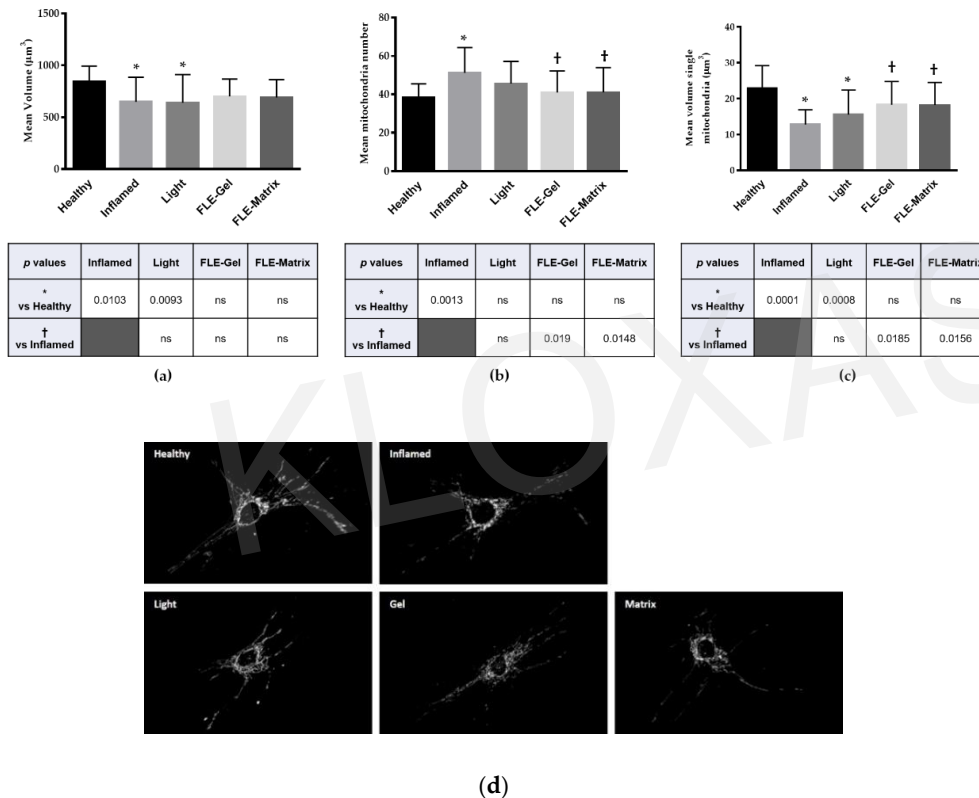 Mean Volume (µm³)
1500
1000
500
0
*
*
Healthy
Inflamed
Light
FLE-Gel
FLE-Matrix
p values Inflamed Light FLE-Gel FLE-Matrix
*
vs Healthy 0.0103 0.0093 ns ns
†
vs Inflamed ns ns ns
(a)
Mean mitochondria number
80
60
40
20
0
*
†
†
Healthy
Inflamed
Light
FLE-Gel
FLE-Matrix
p values Inflamed Light FLE-Gel FLE-Matrix
*
vs Healthy 0.0013 ns ns ns
†
vs Inflamed ns 0.019 0.0148
(b)
Mean volume single
mitochondria (µm³)
40
30
20
10
0
*
*
†
†
Healthy
Inflamed
Light
FLE-Gel
FLE-Matrix
p values Inflamed Light FLE-Gel FLE-Matrix
*
vs Healthy 0.0001 0.0008 ns ns
†
vs Inflamed ns 0.0185 0.0156
(c)
KLOXAS
Healthy
Inflamed
Light
Gel
Matrix
(d)